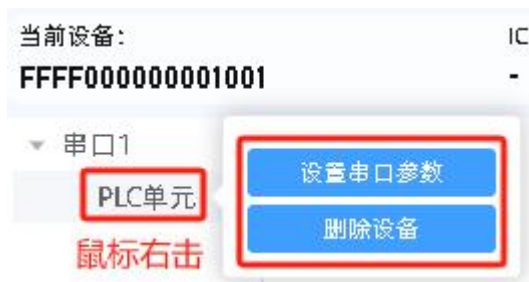 当前设备：
IC
FFFF000000001001
-
串口1
设置串口参数
PLC单元
删除设备
鼠标右击